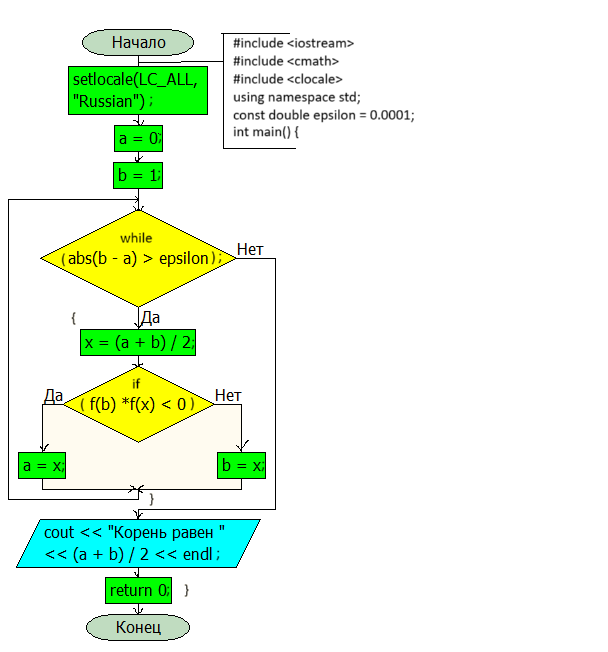 Начало
#include <iostream>
#include <cmath>
#include <clocale>
using namespace std;
const double epsilon = 0.0001;
int main() {
setlocale(LC_ALL,
"Russian") ;
a = 0;
b = 1;
while
(abs(b - a) > epsilon);
Нет
{
Да
x = (a + b) / 2;
if
( f(b) *f(x) < 0 )
Да
Нет
a = x;
b = x;
}
cout << "Корень равен "
<< (a + b) / 2 << endl ;
return 0;
}
Конец